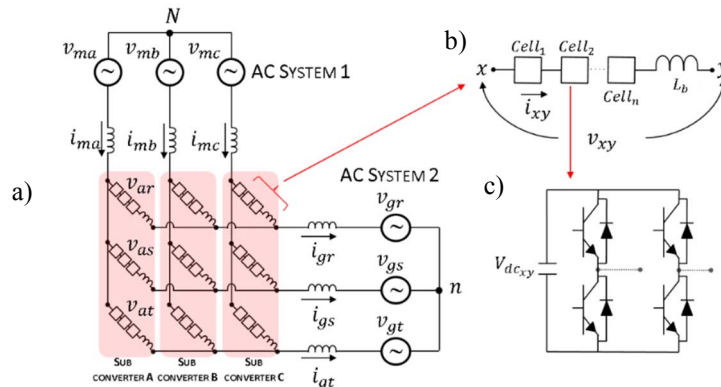 N
v_ma v_mb v_mc
AC SYSTEM 1
i_ma i_mb i_mc
a)
v_ar
v_as
v_at
SUB CONVERTER A
SUB CONVERTER B
SUB CONVERTER C
AC SYSTEM 2
v_gr
i_gr
v_gs
i_gs
n
v_gt
i_gt
b)
Cell_1 Cell_2
x
Cell_n
L_b
y
i_xy
v_xy
c)
V_dc_xy